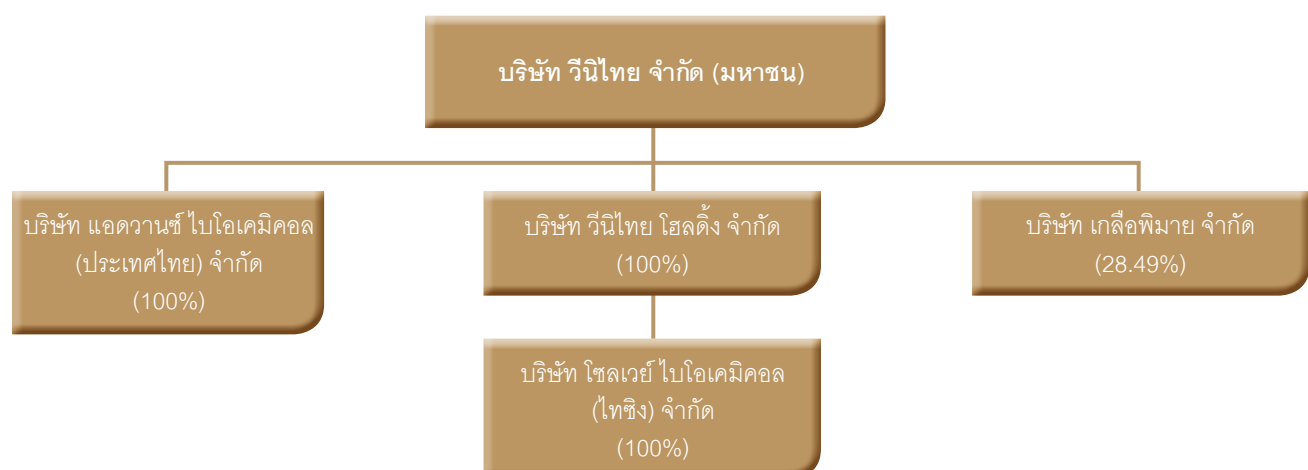 บริษัท วีนิไทย จำกัด (มหาชน)
บริษัท แอดวานซ์ ไบโอเคมิคอล
(ประเทศไทย) จำกัด
(100%)
บริษัท วีนิไทย โฮลดิ้ง จำกัด
(100%)
บริษัท เกลือพิมาย จำกัด
(28.49%)
บริษัท โซลเวย์ ไบโอเคมิคอล
(ไทซิง) จำกัด
(100%)